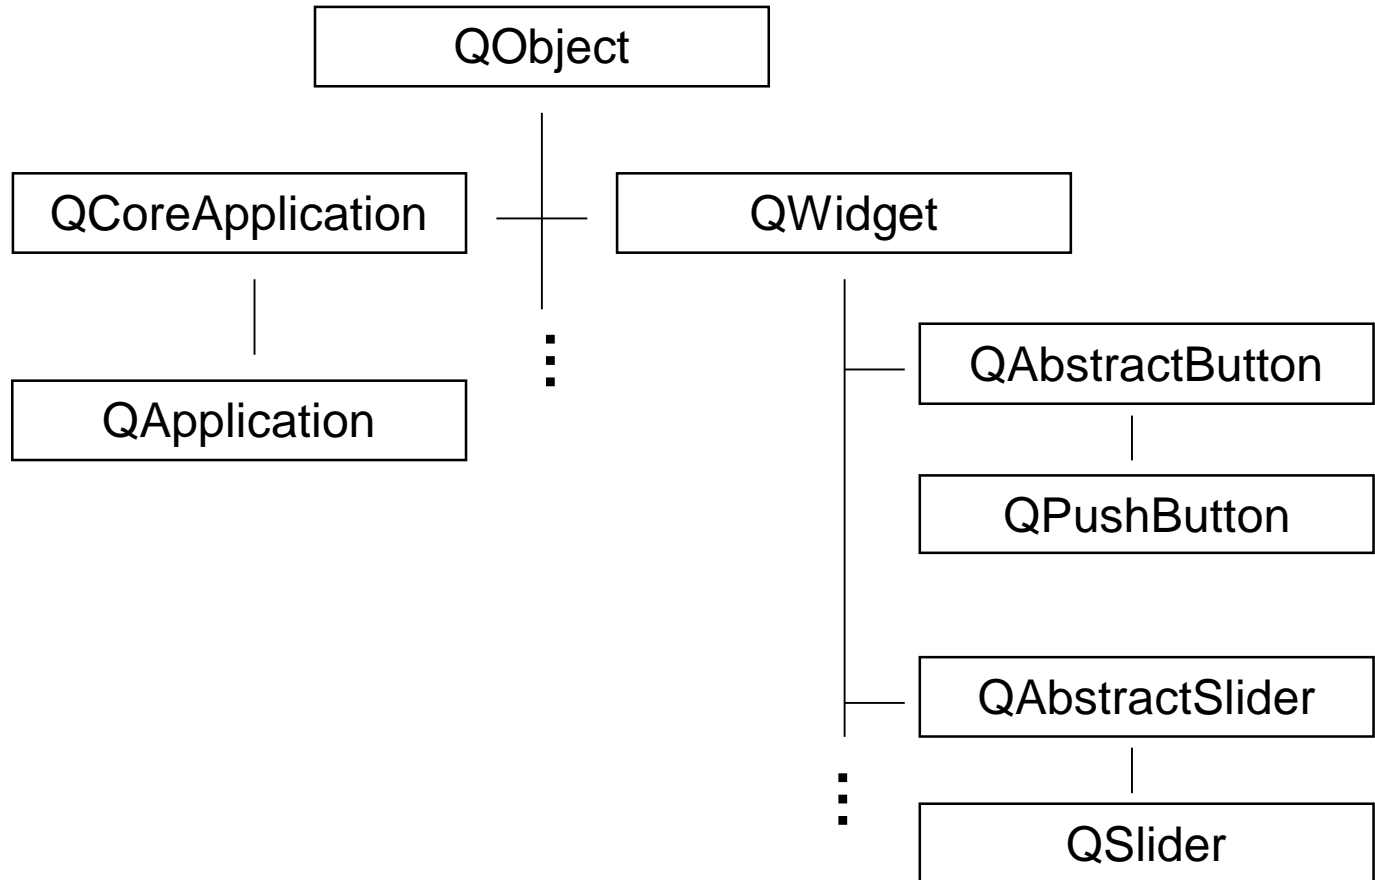 QObject
QCoreApplication
QWidget
QAbstractButton
QApplication
QPushButton
QAbstractSlider
QSlider